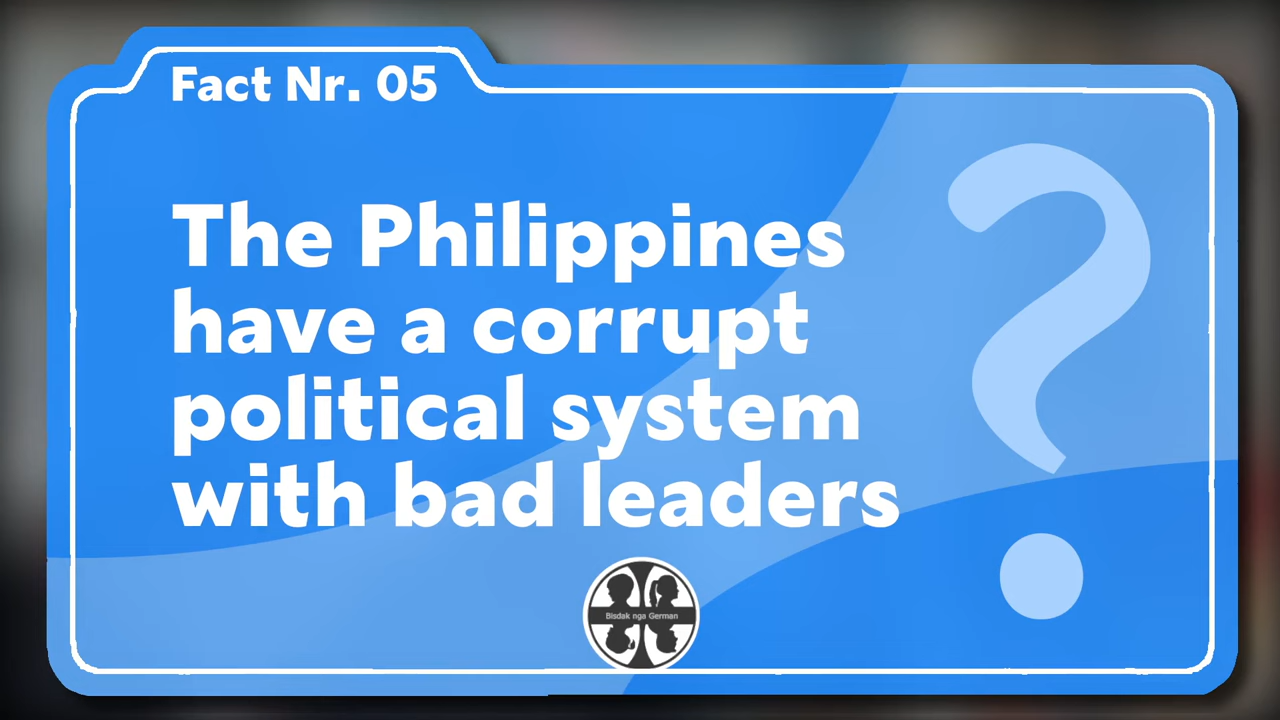 Fact Nr. 05
The Philippines
have a corrupt
political system
with bad leaders
Bisdak nga German